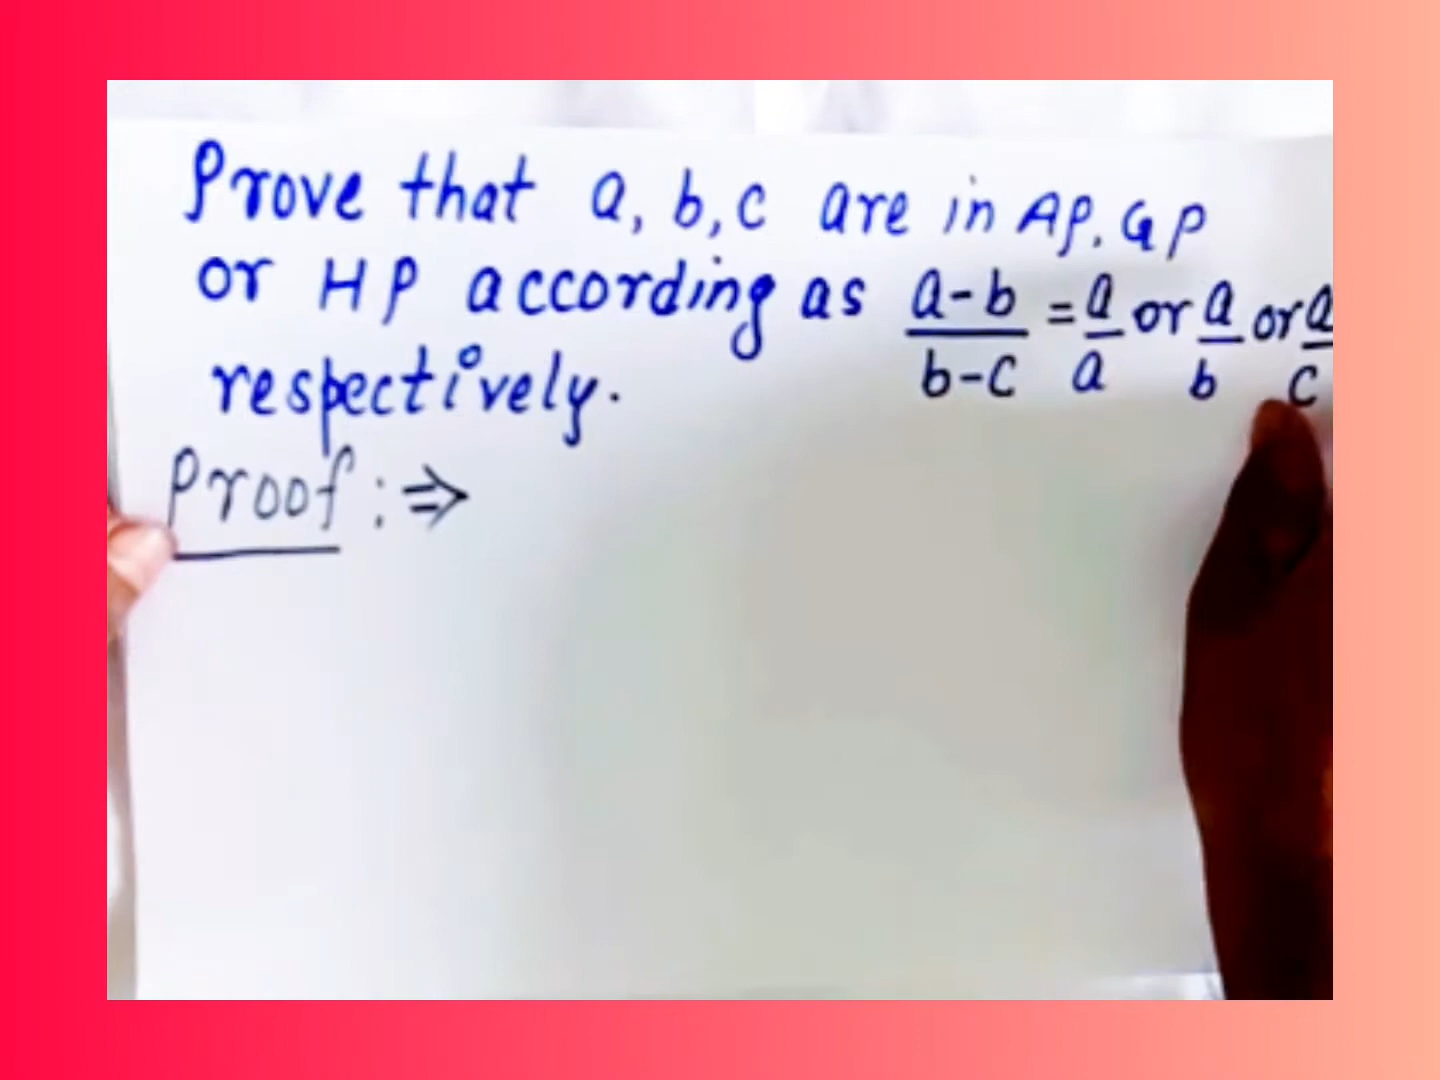 Prove that a, b, c are in AP, GP
or HP according as a-b/b-c = a/a or a/b or a/c
respectively.
Proof :⇒